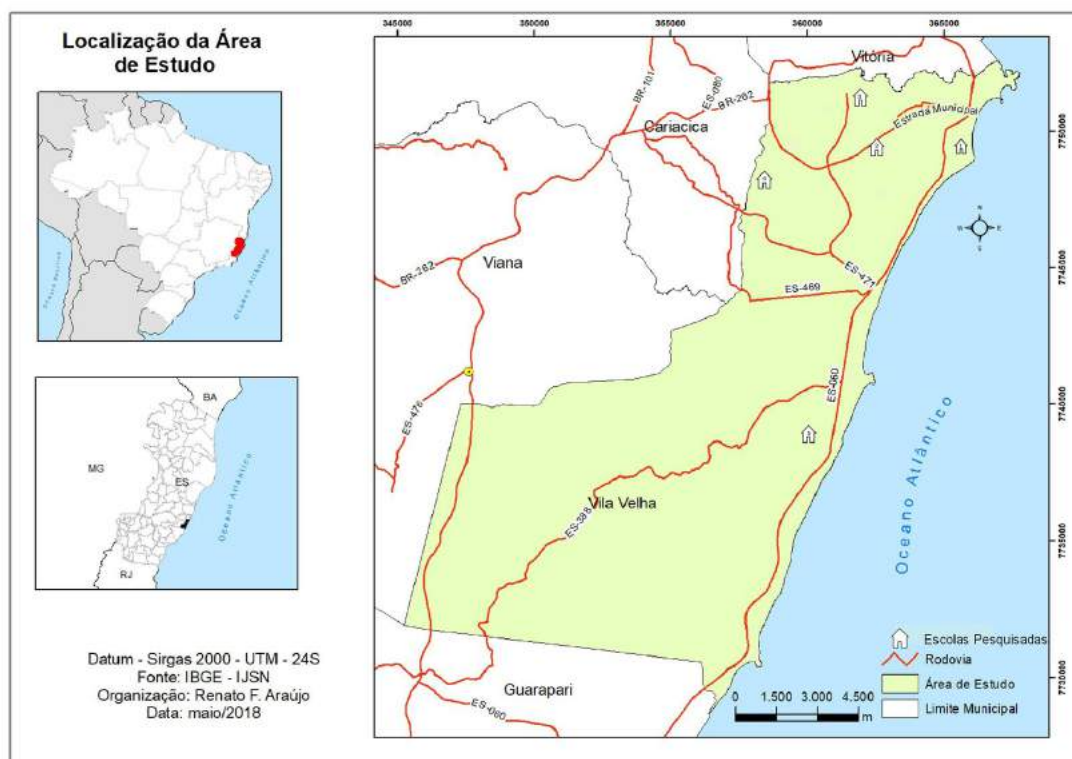 Localização da Área
de Estudo
Oceano Atlântico
BA
MG
ES
RJ
Oceano Atlântico
Datum - Sirgas 2000 - UTM - 24S
Fonte: IBGE - IJSN
Organização: Renato F. Araújo
Data: maio/2018
345000
350000
355000
360000
365000
Vitória
BR-101
ES-080
BR-262
Cariacica
Estrada Municipal
Viana
BR-262
ES-471
ES-469
ES-060
ES-476
Vila Velha
ES-388
Guarapari
ES-060
Oceano Atlântico
N
W
E
S
7750000
7745000
7740000
7735000
7730000
Escolas Pesquisadas
Rodovia
Área de Estudo
Limite Municipal
0 1.500 3.000 4.500
m